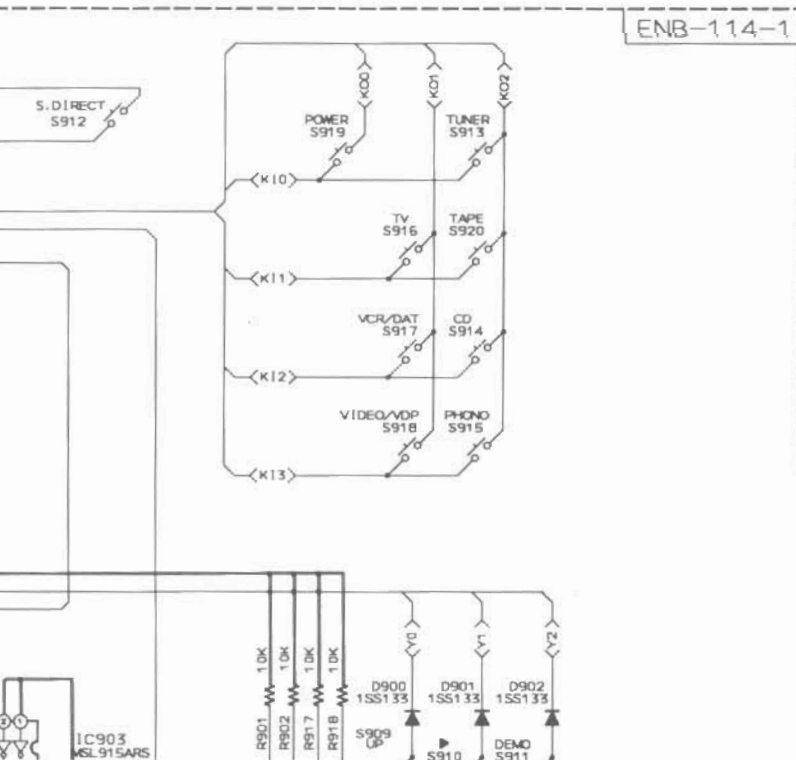 ENB-114-1
S.DIRECT
S912
KO0
KO1
KO2
POWER
S919
TUNER
S913
KI0
TV
S916
TAPE
S920
KI1
VCR/DAT
S917
CD
S914
KI2
VIDEO/VDP
S918
PHONO
S915
KI3
Y0
Y1
Y2
10K
10K
10K
10K
R901
R902
R917
R918
D900
1SS133
D901
1SS133
D902
1SS133
S909
UP
S910
DEMO
S911
2
1
IC903
MSL915ARS